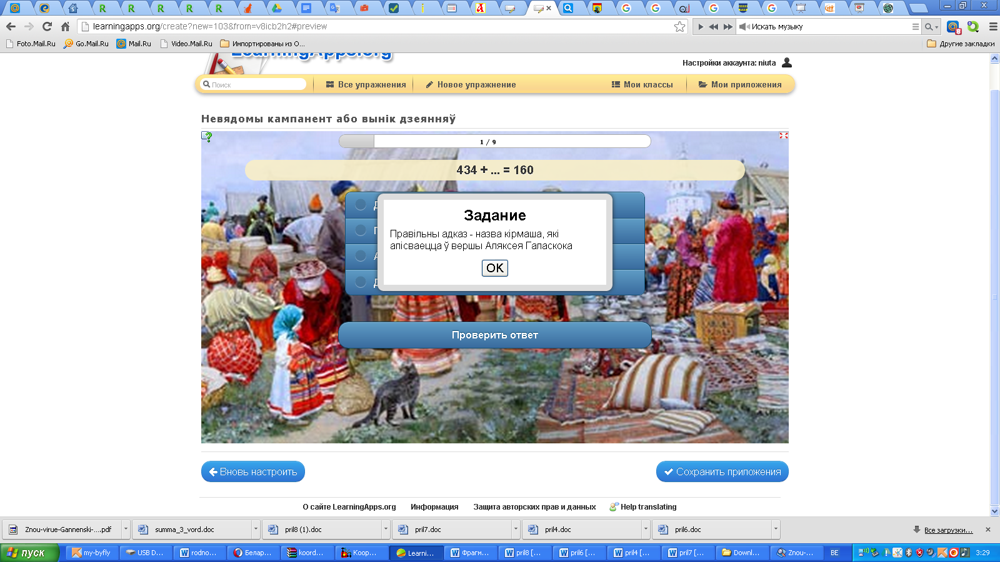 learningapps.org/create?new=103&from=v8icb2h2#preview
Искать музыку
Foto.Mail.Ru
Go.Mail.Ru
Mail.Ru
Video.Mail.Ru
Импортированы из O...
Другие закладки
LearningApps.org
Настройки аккаунта: niuta
Поиск
Все упражнения
Новое упражнение
Мои классы
Мои приложения
Невядомы кампанент або вынік дзеянняў
1 / 9
434 + ... = 160
Задание
Правільны адказ - назва кірмаша, які
апісваецца ў вершы Аляксея Галаскока
OK
Проверить ответ
Вновь настроить
Сохранить приложения
О сайте LearningApps.org
Информация
Защита авторских прав и данных
Help translating
Znou-virue-Gannenski-....pdf
summa_3_vord.doc
pril8 (1).doc
pril7.doc
pril4.doc
pril6.doc
Все загрузки...
пуск
my-byfly
USB D...
rodno...
Белар...
koord...
Коор...
Learni...
Фрагм...
pril8 [...
pril6 [...
pril4 [...
pril7 [...
Downl...
Znou-...
BE
3:29